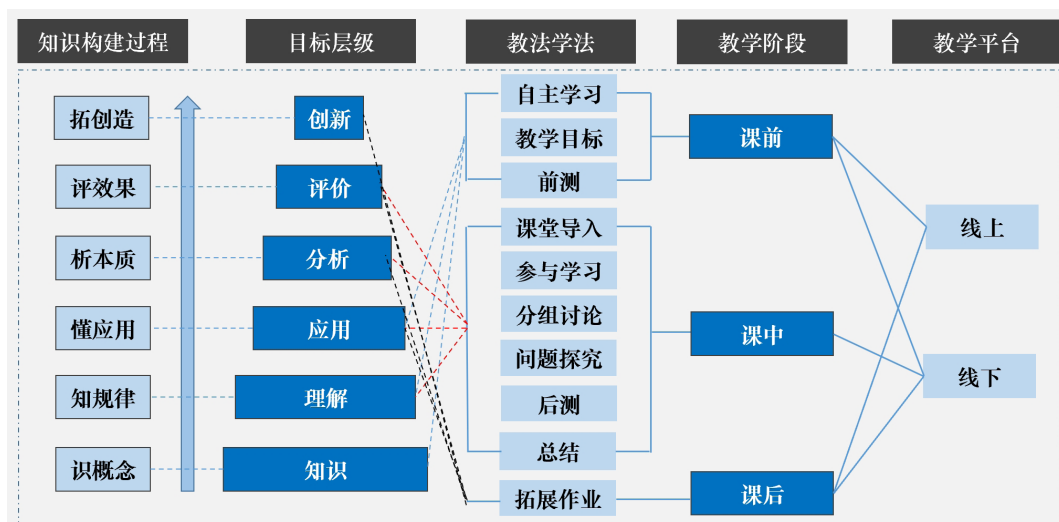 知识构建过程
目标层级
教法学法
教学阶段
教学平台
拓创造
评效果
析本质
懂应用
知规律
识概念
创新
评价
分析
应用
理解
知识
自主学习
教学目标
前测
课堂导入
参与学习
分组讨论
问题探究
后测
总结
拓展作业
课前
课中
课后
线上
线下